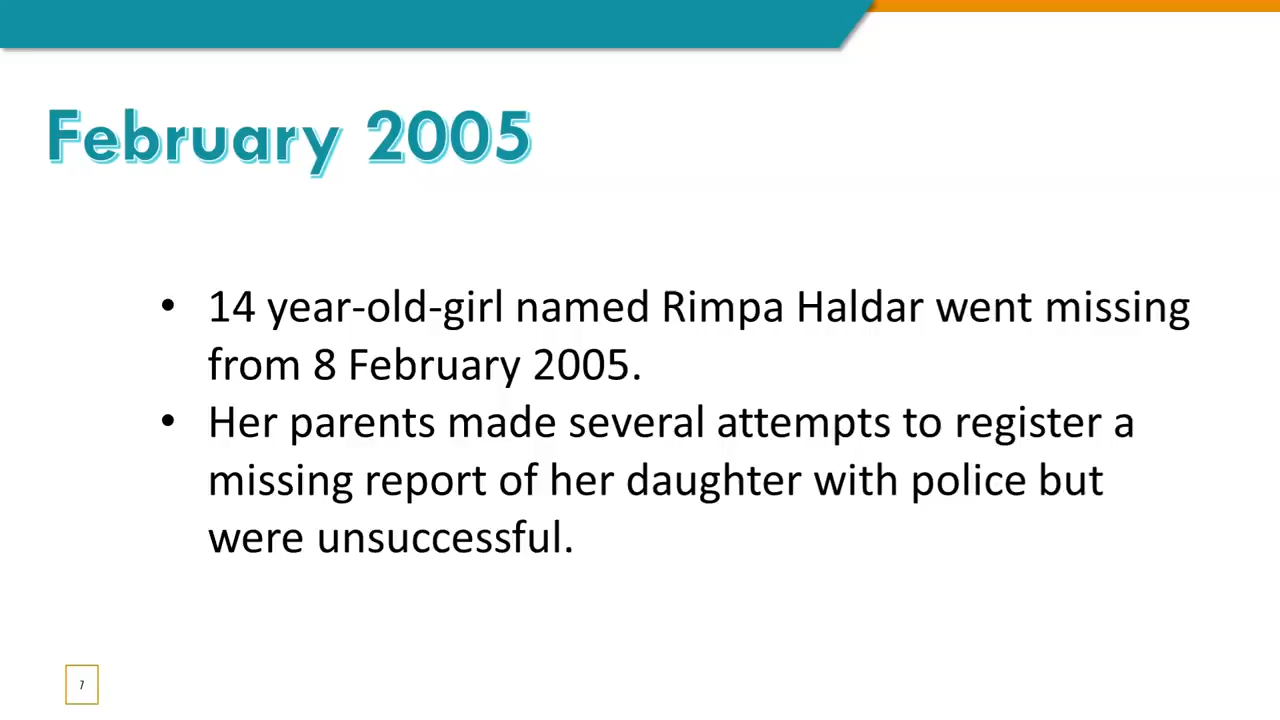 February 2005
• 14 year-old-girl named Rimpa Haldar went missing
from 8 February 2005.
• Her parents made several attempts to register a
missing report of her daughter with police but
were unsuccessful.
7